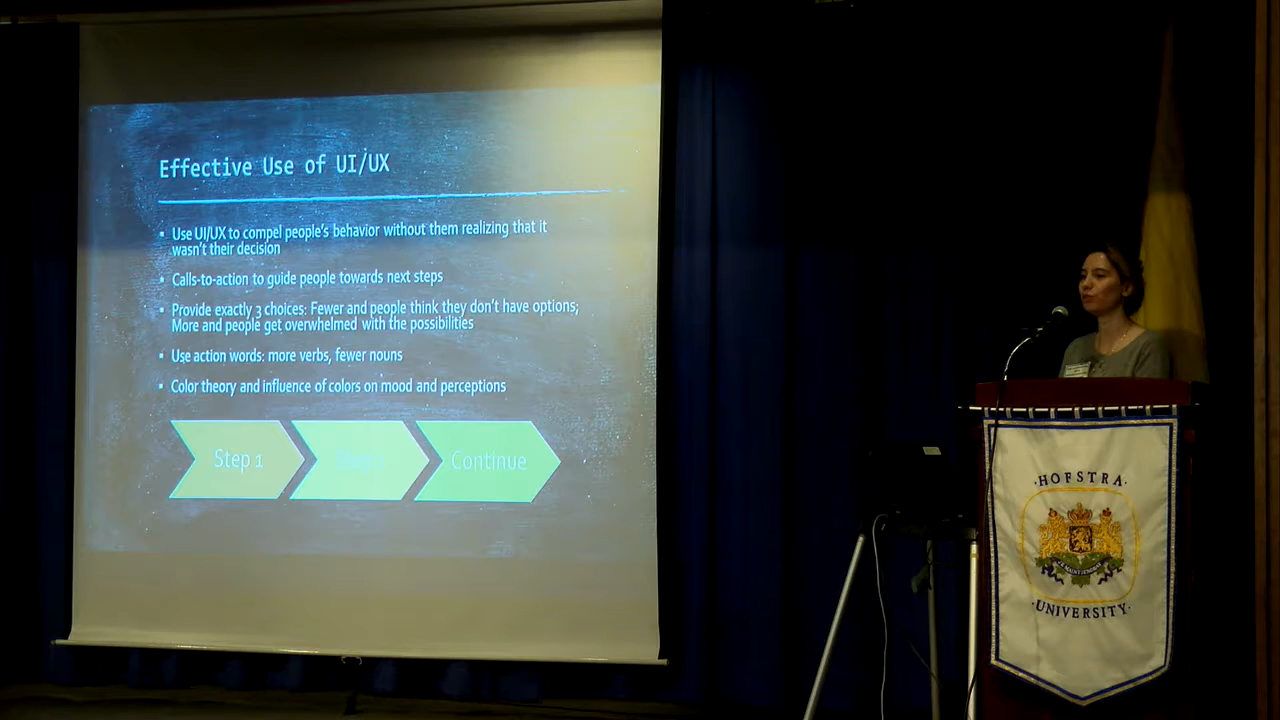 Effective Use of UI/UX
▪ Use UI/UX to compel people's behavior without them realizing that it
wasn't their decision
▪ Calls-to-action to guide people towards next steps
▪ Provide exactly 3 choices: Fewer and people think they don't have options;
More and people get overwhelmed with the possibilities
▪ Use action words: more verbs, fewer nouns
▪ Color theory and influence of colors on mood and perceptions
Step 1
Continue
·HOFSTRA·
·UNIVERSITY·